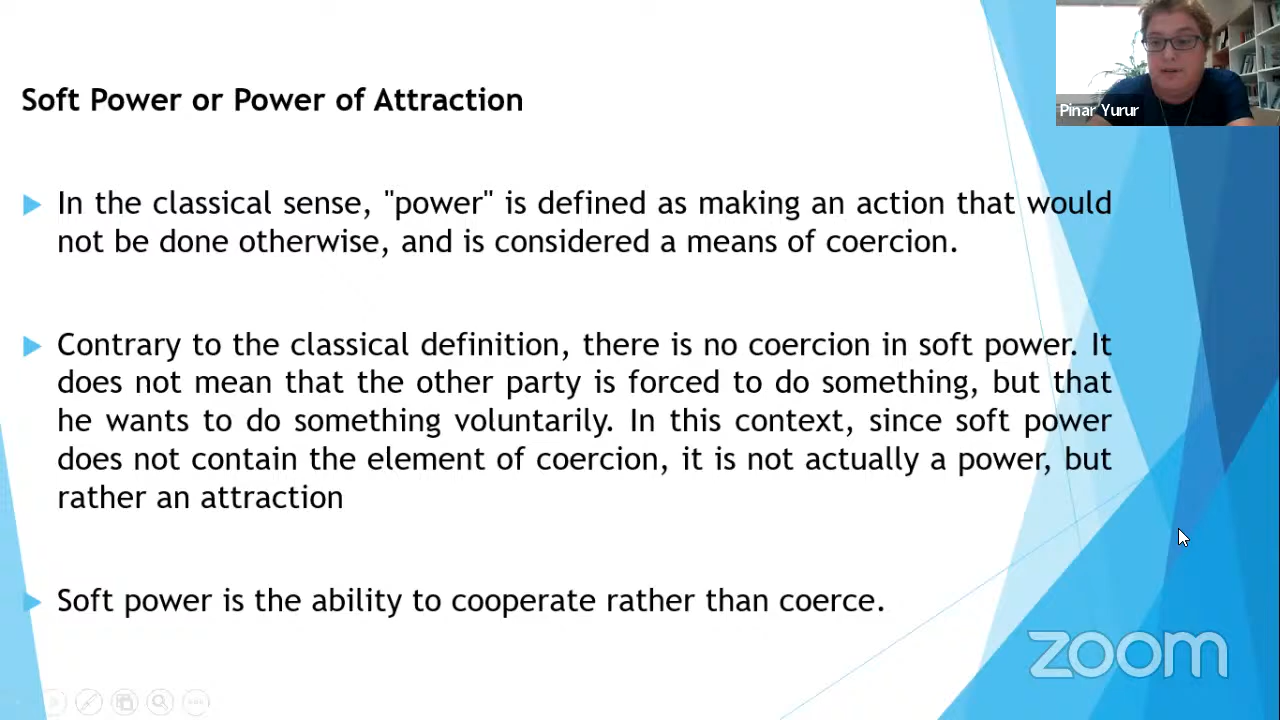 Soft Power or Power of Attraction
Pinar Yurur
In the classical sense, "power" is defined as making an action that would
not be done otherwise, and is considered a means of coercion.
Contrary to the classical definition, there is no coercion in soft power. It
does not mean that the other party is forced to do something, but that
he wants to do something voluntarily. In this context, since soft power
does not contain the element of coercion, it is not actually a power, but
rather an attraction
Soft power is the ability to cooperate rather than coerce.
zoom